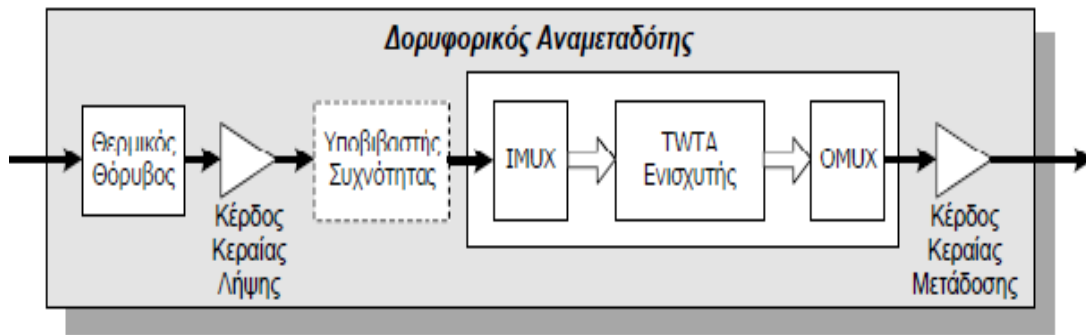 Δορυφορικός Αναμεταδότης
Θερμικός
Θόρυβος
Κέρδος
Κεραίας
Λήψης
Υποβιβαστής
Συχνότητας
IMUX
TWTA
Ενισχυτής
OMUX
Κέρδος
Κεραίας
Μετάδοσης